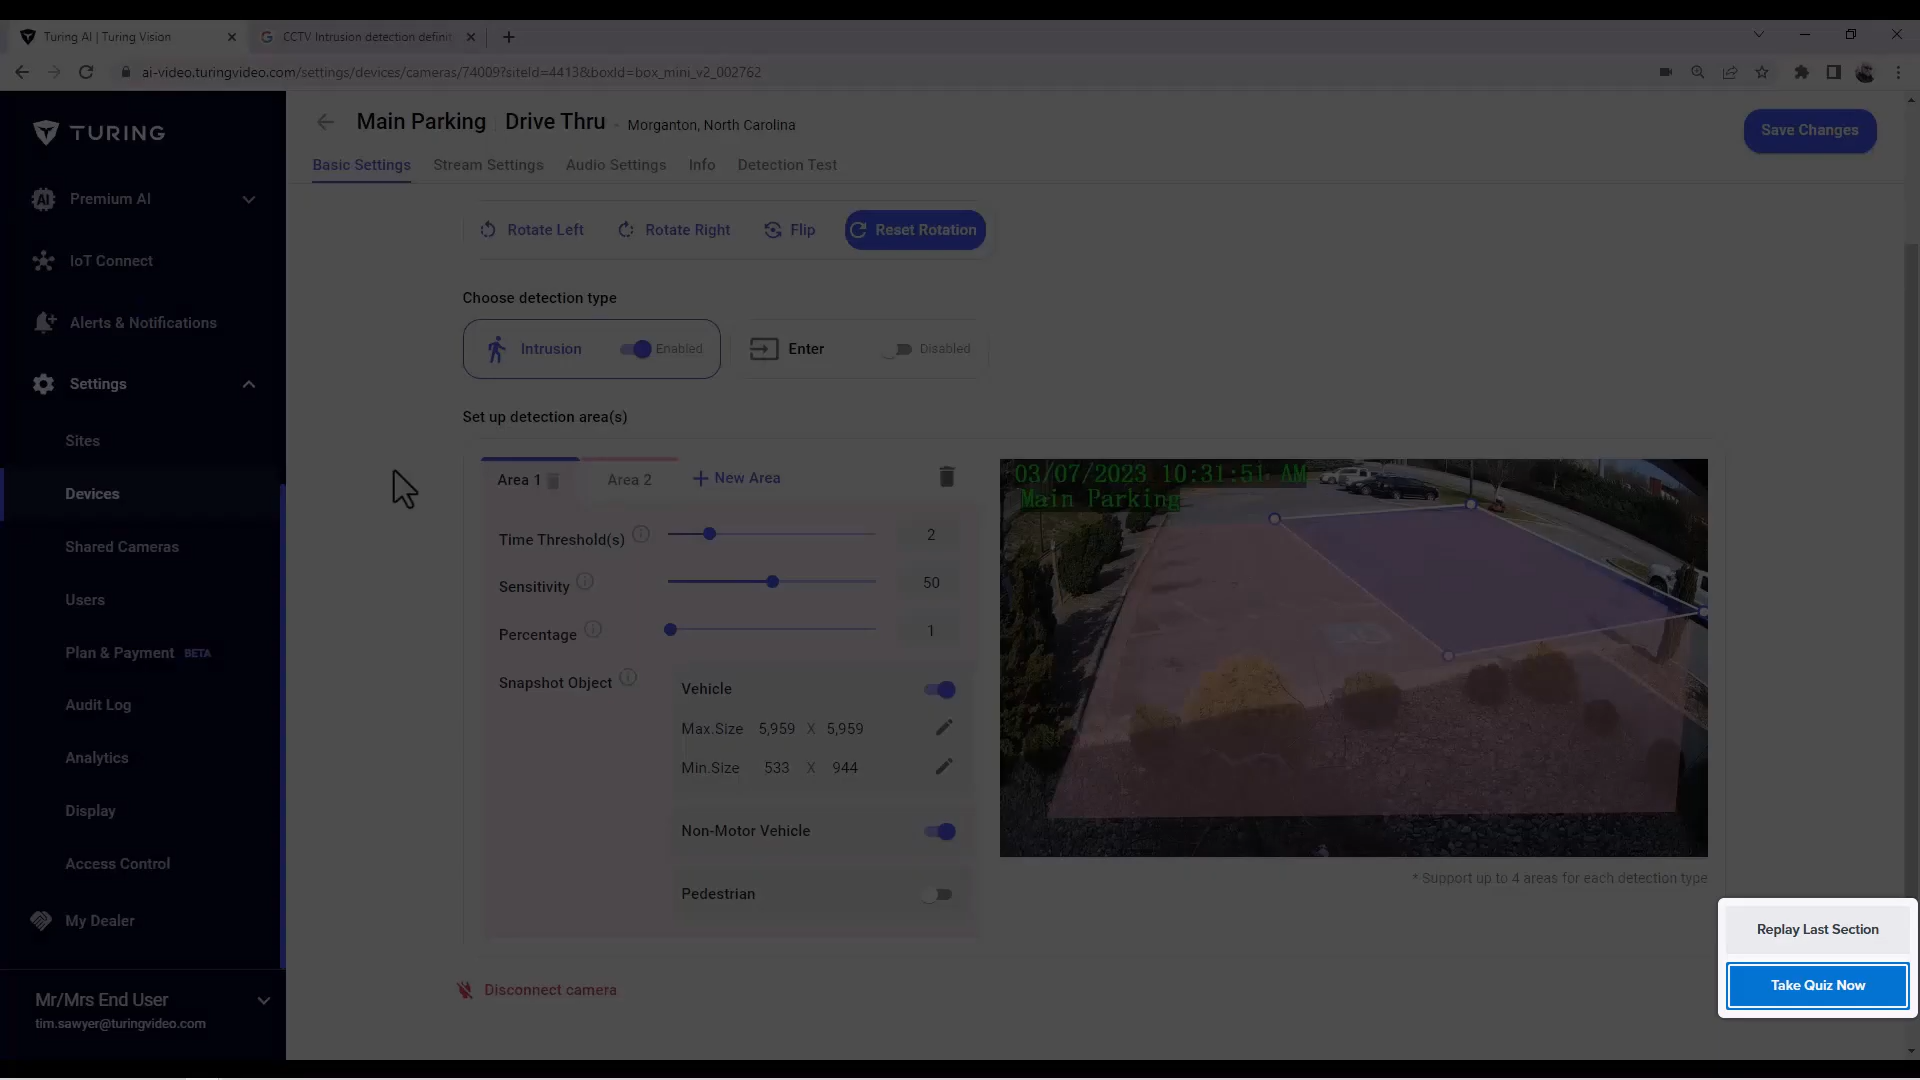 Turing AI | Turing Vision
CCTV Intrusion detection definit
ai-video.turingvideo.com/settings/devices/cameras/74009?siteId=4413&boxId=box_mini_v2_002762
TURING
Premium AI
IoT Connect
Alerts & Notifications
Settings
Sites
Devices
Shared Cameras
Users
Plan & Payment BETA
Audit Log
Analytics
Display
Access Control
My Dealer
Mr/Mrs End User
tim.sawyer@turingvideo.com
Main Parking Drive Thru - Morganton, North Carolina
Save Changes
Basic Settings Stream Settings Audio Settings Info Detection Test
Rotate Left Rotate Right Flip Reset Rotation
Choose detection type
Intrusion Enabled Enter Disabled
Set up detection area(s)
Area 1 Area 2 + New Area
Time Threshold(s) 2
Sensitivity 50
Percentage 1
Snapshot Object
Vehicle
Max.Size 5,959 X 5,959
Min.Size 533 X 944
Non-Motor Vehicle
Pedestrian
03/07/2023 10:31:51 AM
Main Parking
* Support up to 4 areas for each detection type
Disconnect camera
Replay Last Section
Take Quiz Now